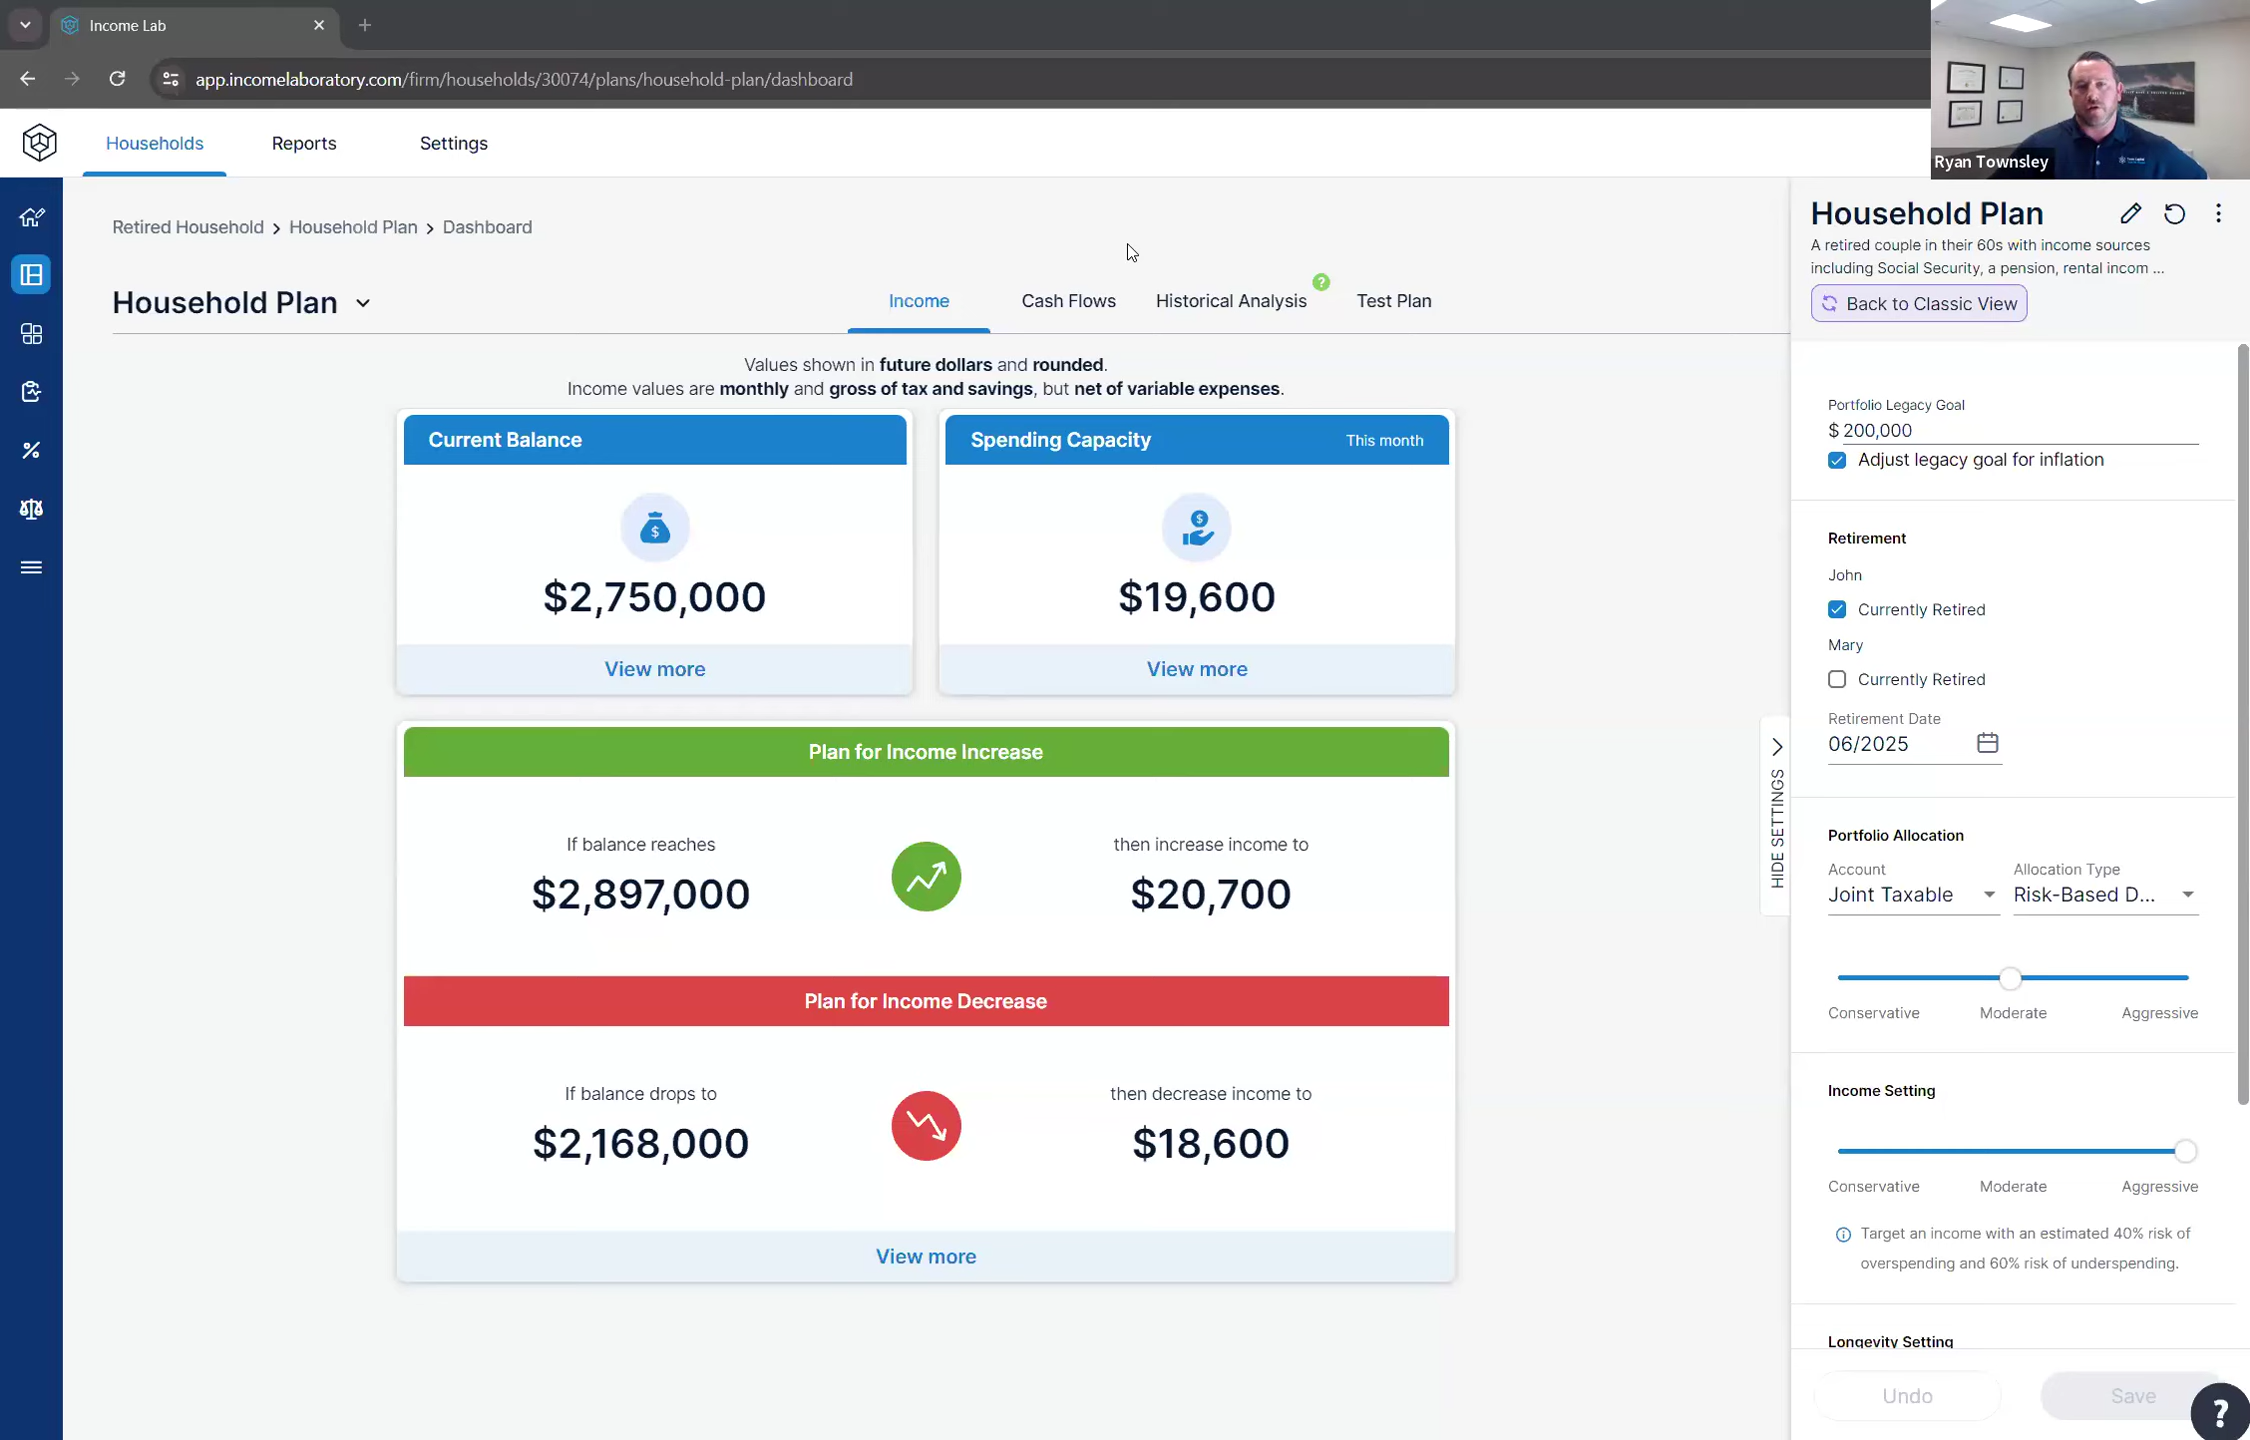 Income Lab
app.incomelaboratory.com/firm/households/30074/plans/household-plan/dashboard
Ryan Townsley
Households
Reports
Settings
Retired Household > Household Plan > Dashboard
Household Plan
Income
Cash Flows
Historical Analysis
?
Test Plan
Values shown in future dollars and rounded.
Income values are monthly and gross of tax and savings, but net of variable expenses.
Current Balance
$2,750,000
View more
Spending Capacity
This month
$19,600
View more
Plan for Income Increase
If balance reaches
$2,897,000
then increase income to
$20,700
Plan for Income Decrease
If balance drops to
$2,168,000
then decrease income to
$18,600
View more
HIDE SETTINGS
Household Plan
A retired couple in their 60s with income sources
including Social Security, a pension, rental incom ...
Back to Classic View
Portfolio Legacy Goal
$ 200,000
Adjust legacy goal for inflation
Retirement
John
Currently Retired
Mary
Currently Retired
Retirement Date
06/2025
Portfolio Allocation
Account
Joint Taxable
Allocation Type
Risk-Based D...
Conservative
Moderate
Aggressive
Income Setting
Conservative
Moderate
Aggressive
Target an income with an estimated 40% risk of
overspending and 60% risk of underspending.
Longevity Setting
Undo
Save
?